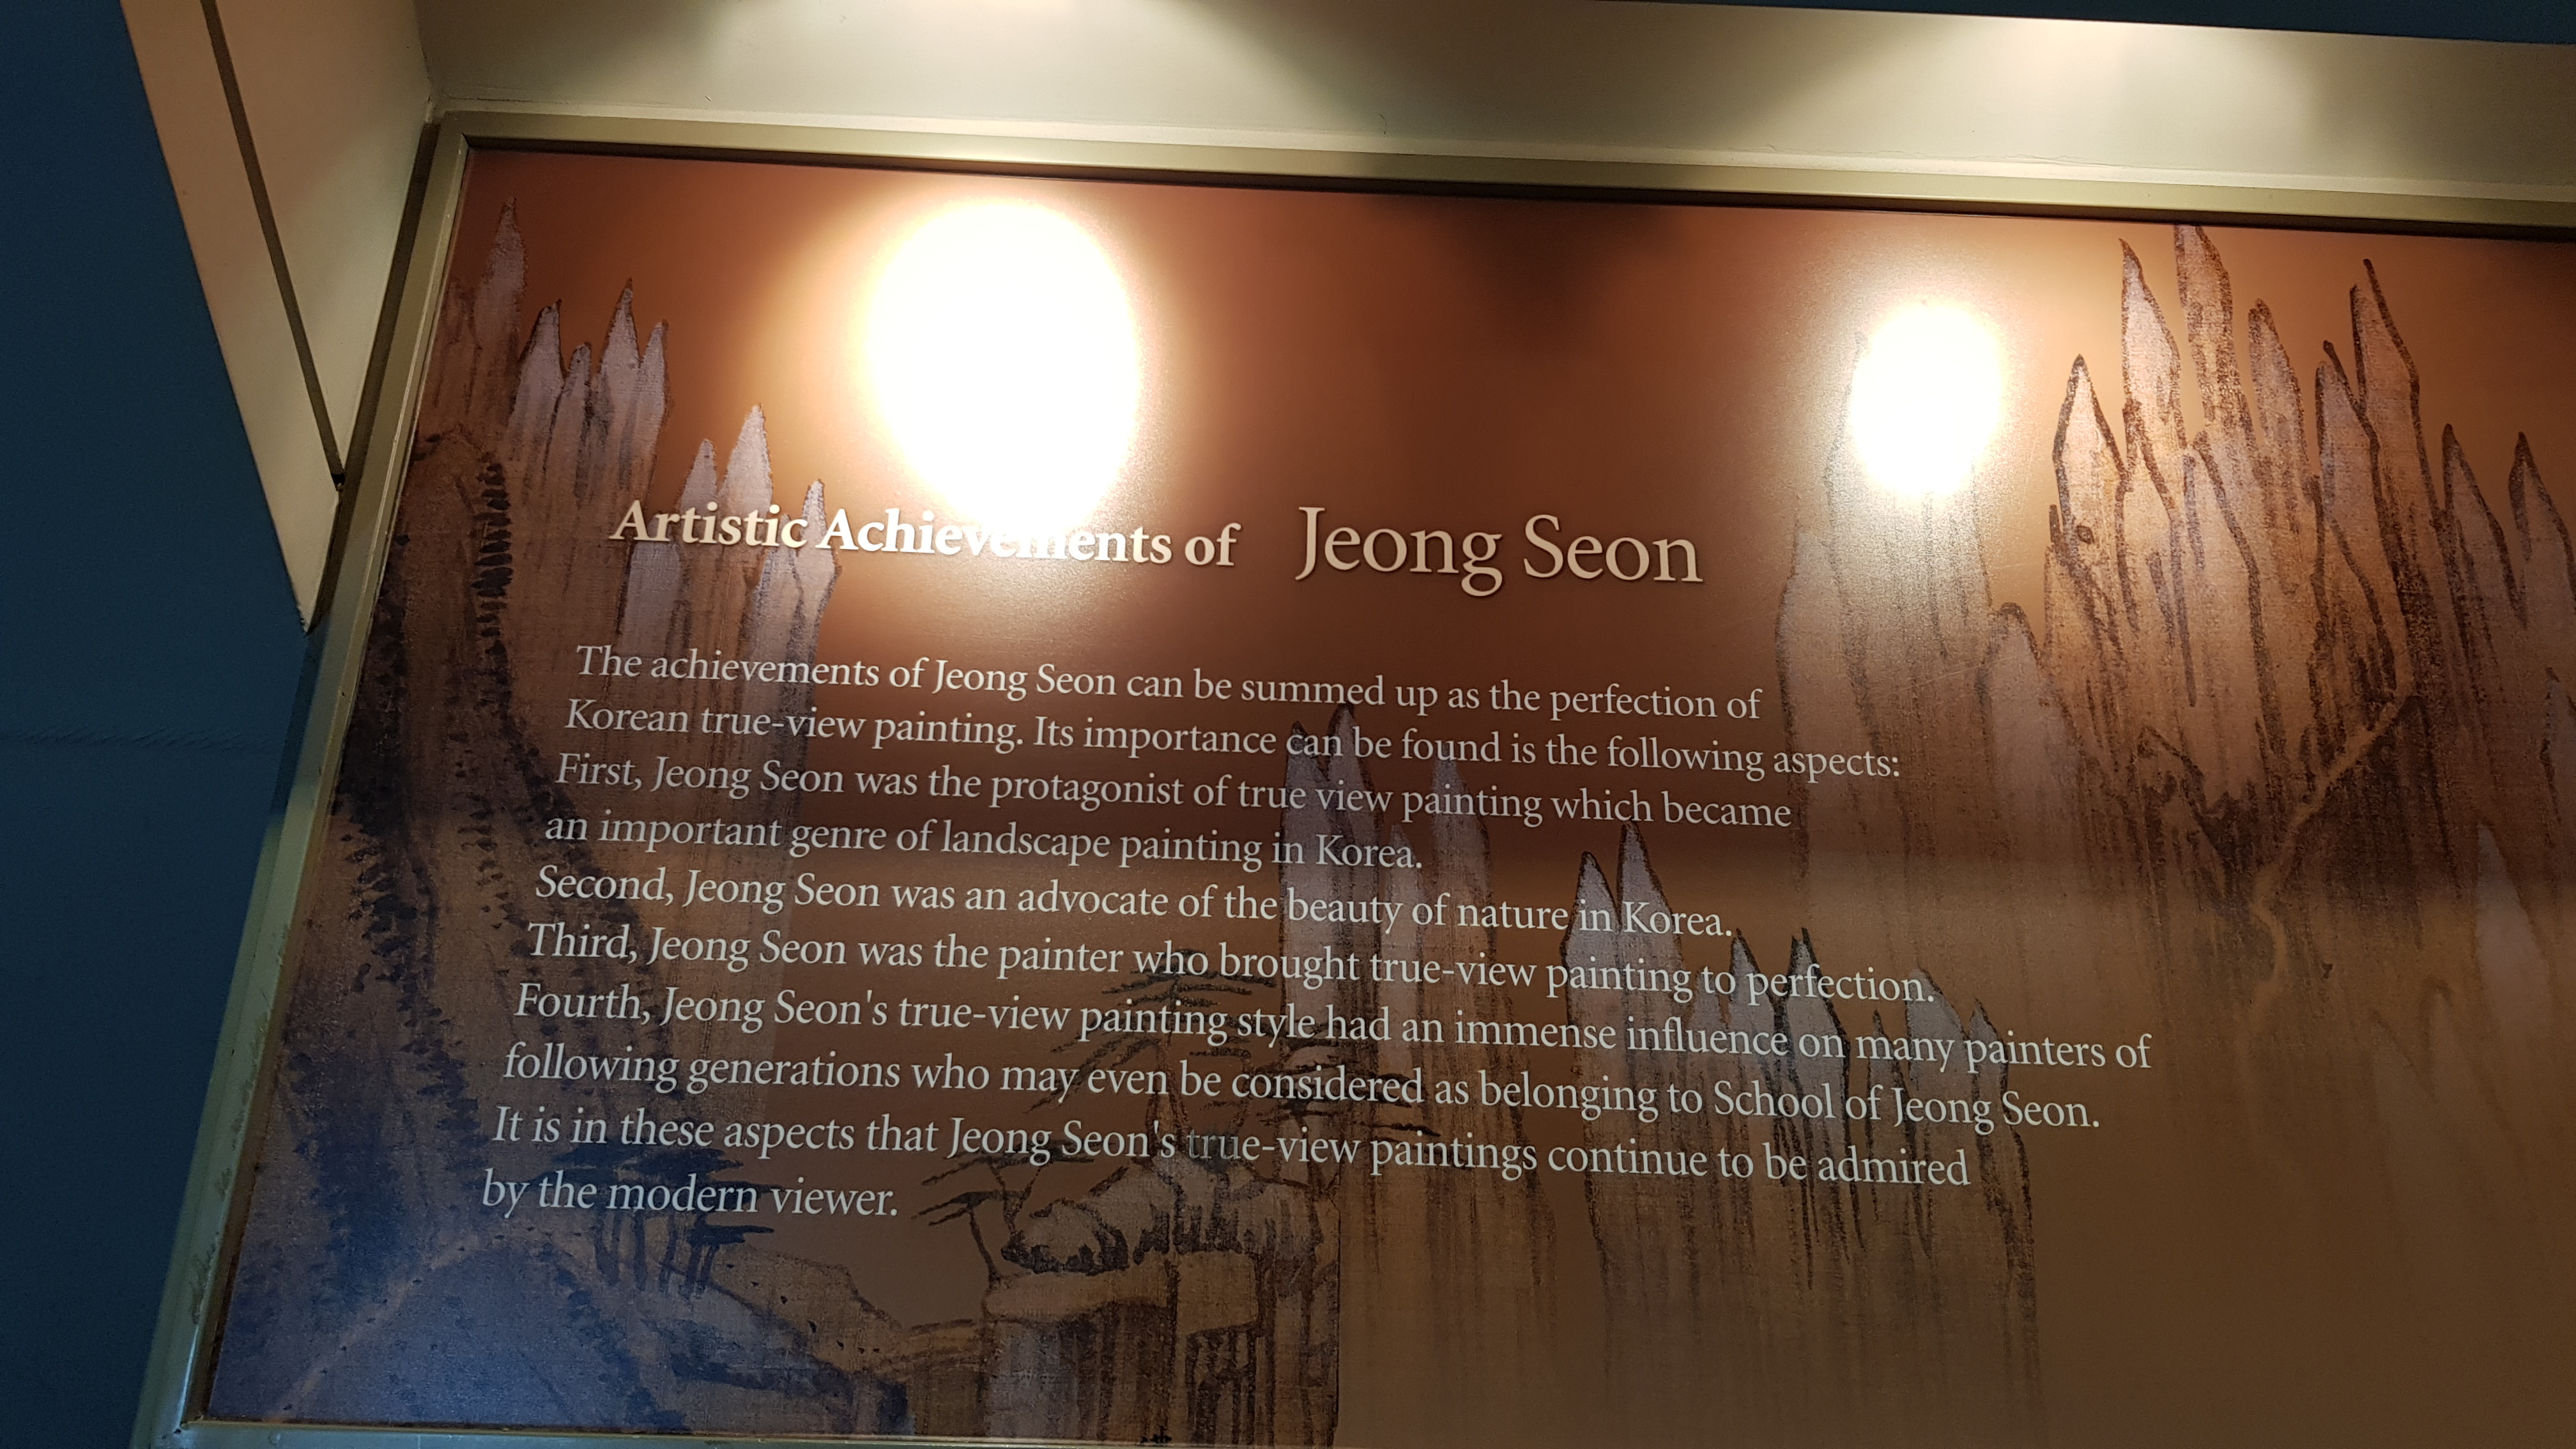 Artistic Achievements of Jeong Seon
The achievements of Jeong Seon can be summed up as the perfection of
Korean true-view painting. Its importance can be found is the following aspects:
First, Jeong Seon was the protagonist of true view painting which became
an important genre of landscape painting in Korea.
Second, Jeong Seon was an advocate of the beauty of nature in Korea.
Third, Jeong Seon was the painter who brought true-view painting to perfection.
Fourth, Jeong Seon's true-view painting style had an immense influence on many painters of
following generations who may even be considered as belonging to School of Jeong Seon.
It is in these aspects that Jeong Seon's true-view paintings continue to be admired
by the modern viewer.